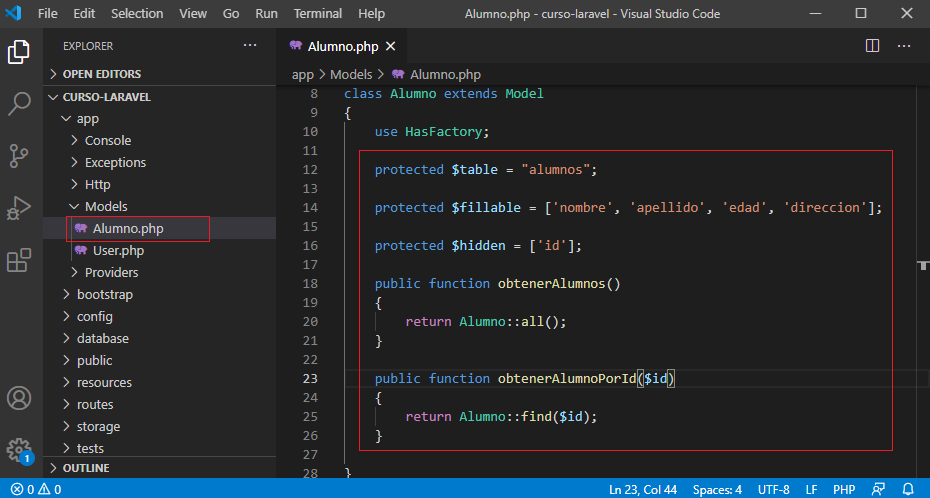 File Edit Selection View Go Run Terminal Help Alumno.php - curso-laravel - Visual Studio Code
EXPLORER
OPEN EDITORS
CURSO-LARAVEL
app
Console
Exceptions
Http
Models
Alumno.php
User.php
Providers
bootstrap
config
database
public
resources
routes
storage
tests
OUTLINE
1
Alumno.php
app > Models > Alumno.php
8 class Alumno extends Model
9 {
10 use HasFactory;
11
12 protected $table = "alumnos";
13
14 protected $fillable = ['nombre', 'apellido', 'edad', 'direccion'];
15
16 protected $hidden = ['id'];
17
18 public function obtenerAlumnos()
19 {
20 return Alumno::all();
21 }
22
23 public function obtenerAlumnoPorId($id)
24 {
25 return Alumno::find($id);
26 }
27
28 }
0 0 Ln 23, Col 44 Spaces: 4 UTF-8 LF PHP